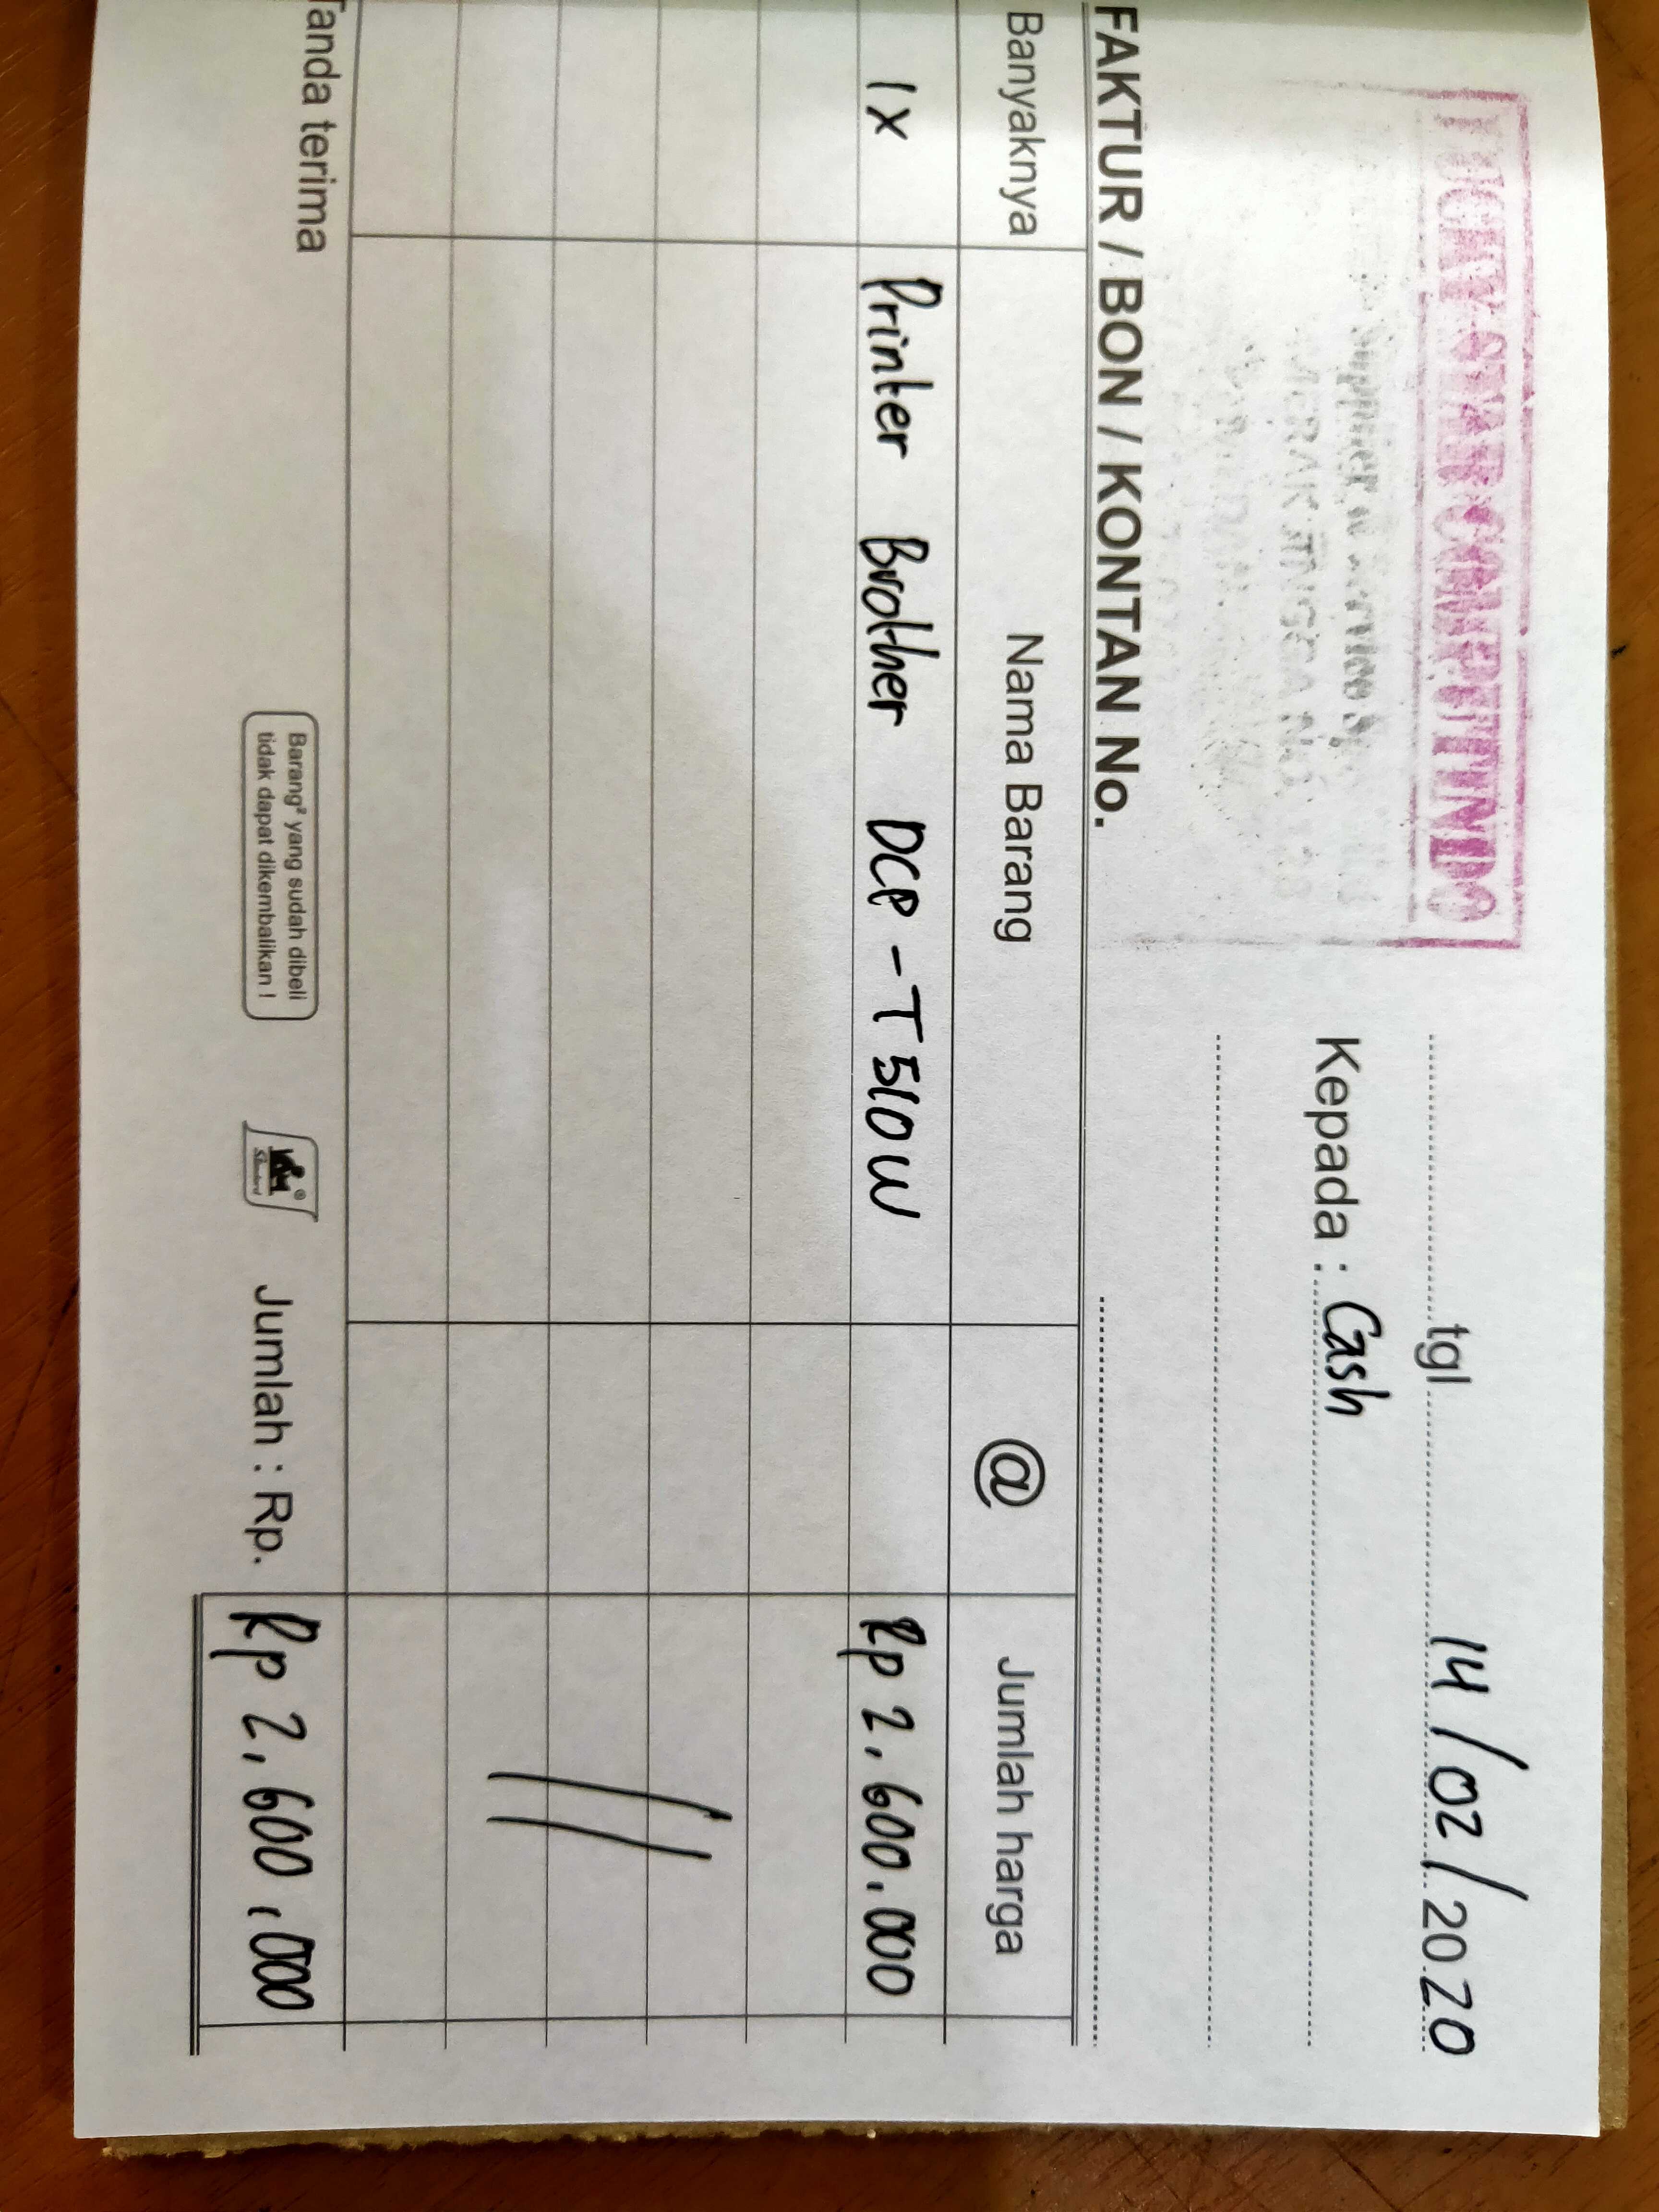 tgl 14/02/2020
Kepada : Cash
FAKTUR / BON / KONTAN No.
Banyaknya Nama Barang @ Jumlah harga
1 X Printer Brother DCP - T510W Rp 2.600.000
Tanda terima
Barang² yang sudah dibeli
tidak dapat dikembalikan !
Jumlah : Rp. Rp 2,600,000